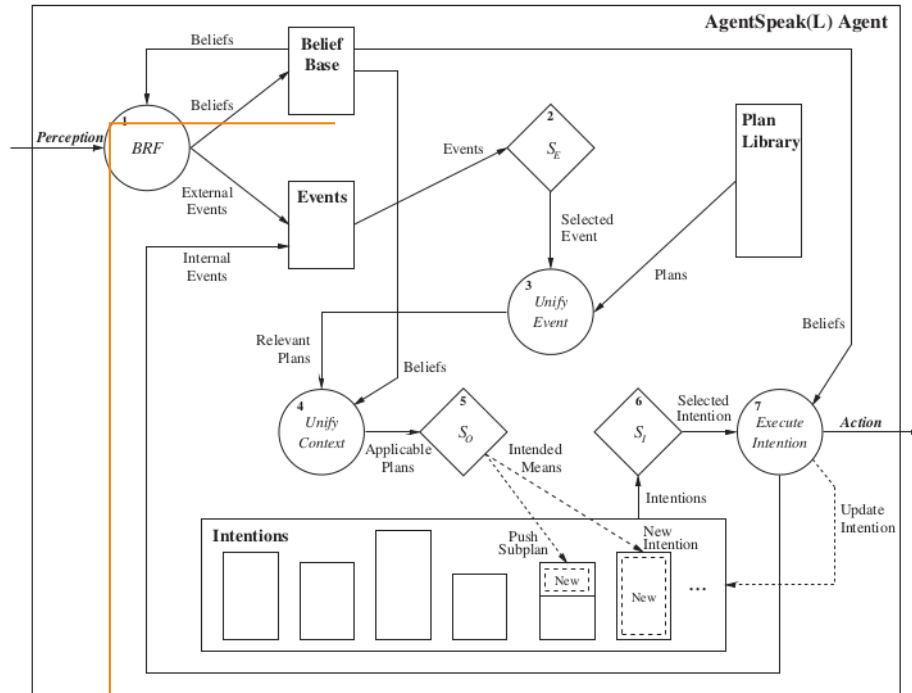 AgentSpeak(L) Agent
Beliefs
Belief
Base
Beliefs
1
BRF
Perception
2
S_E
Events
Plan
Library
External
Events
Events
Selected
Event
Internal
Events
Plans
3
Unify
Event
Relevant
Plans
Beliefs
Beliefs
4
Unify
Context
5
S_O
Applicable
Plans
Intended
Means
6
S_I
Selected
Intention
7
Execute
Intention
Action
Intentions
Update
Intention
Intentions
Push
Subplan
New
Intention
New
New
...